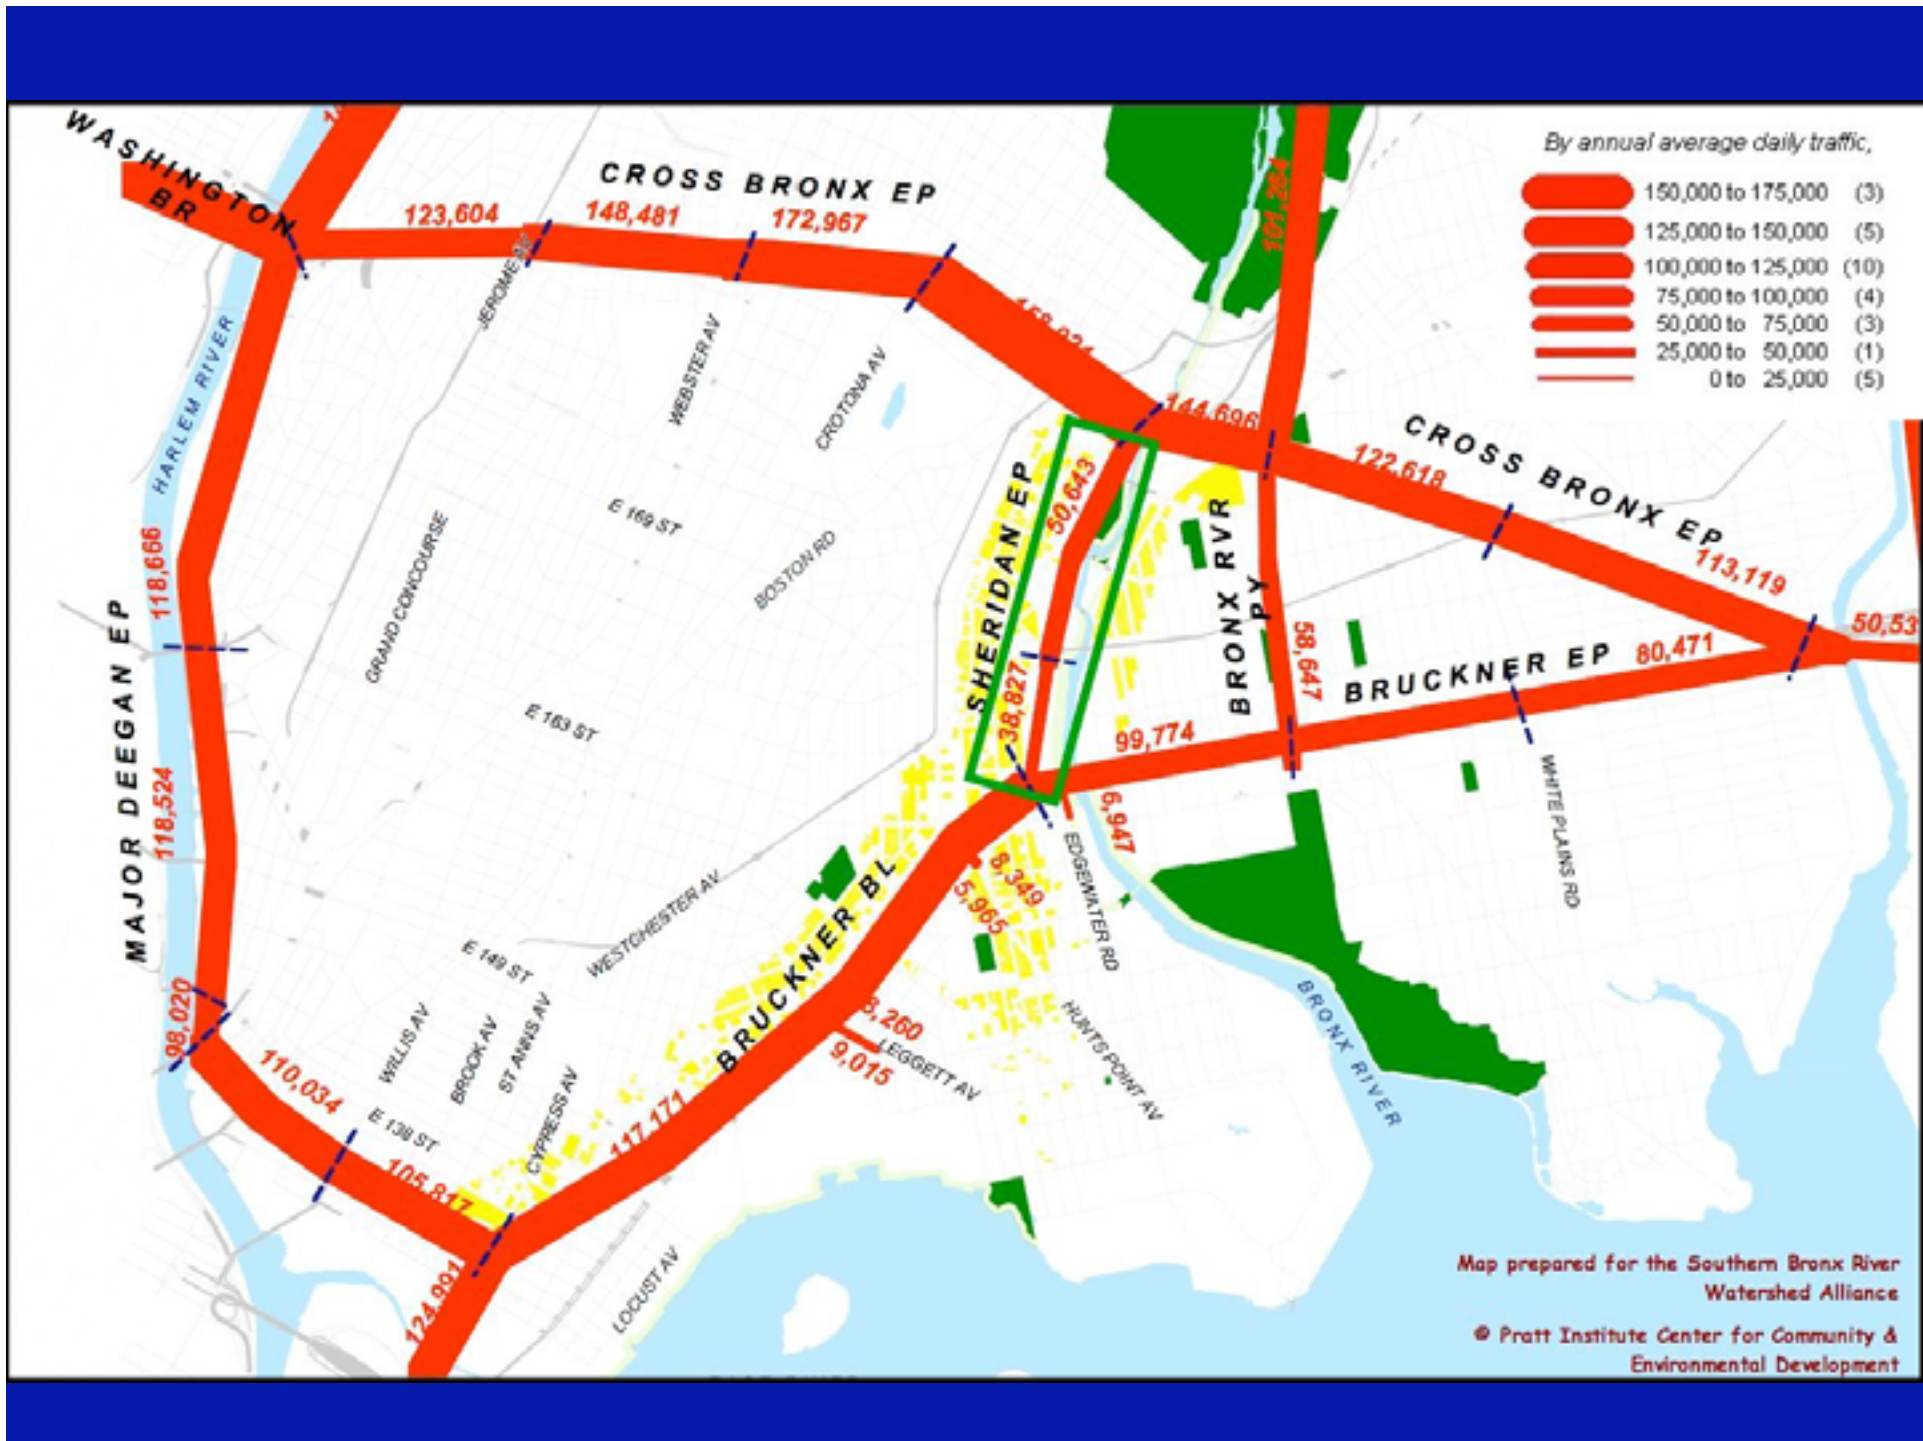 WASHINGTON
BR
CROSS BRONX EP
123,604
148,481
172,967
101,264
By annual average daily traffic,
150,000 to 175,000 (3)
125,000 to 150,000 (5)
100,000 to 125,000 (10)
75,000 to 100,000 (4)
50,000 to 75,000 (3)
25,000 to 50,000 (1)
0 to 25,000 (5)
JEROME AV
HARLEM RIVER
WEBSTER AV
CROTONA AV
144,696
CROSS BRONX EP
122,618
113,119
50,53
SHERIDAN EP
50,643
38,827
E 169 ST
BOSTON RD
GRAND CONCOURSE
118,666
MAJOR DEEGAN EP
118,524
BRONX RVR
PY
58,647
BRUCKNER EP
80,471
99,774
E 163 ST
WHITE PLAINS RD
6,947
EDGEWATER RD
8,349
5,965
BRUCKNER BL
WESTCHESTER AV
E 149 ST
98,020
110,034
WILLIS AV
BROOK AV
ST ANNS AV
CYPRESS AV
E 138 ST
105,817
117,171
3,260
9,015
LEGGETT AV
HUNTS POINT AV
BRONX RIVER
124,991
LOCUST AV
Map prepared for the Southern Bronx River
Watershed Alliance
© Pratt Institute Center for Community &
Environmental Development